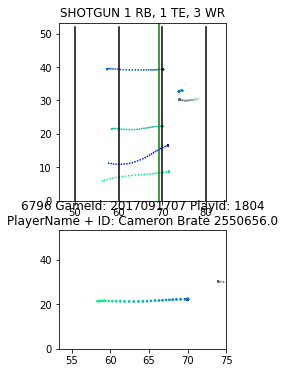 SHOTGUN 1 RB, 1 TE, 3 WR
50
40
30
20
10
0
50 60 70 80
6796 GameId: 2017091707 PlayId: 1804
PlayerName + ID: Cameron Brate 2550656.0
40
20
0
55 60 65 70 75